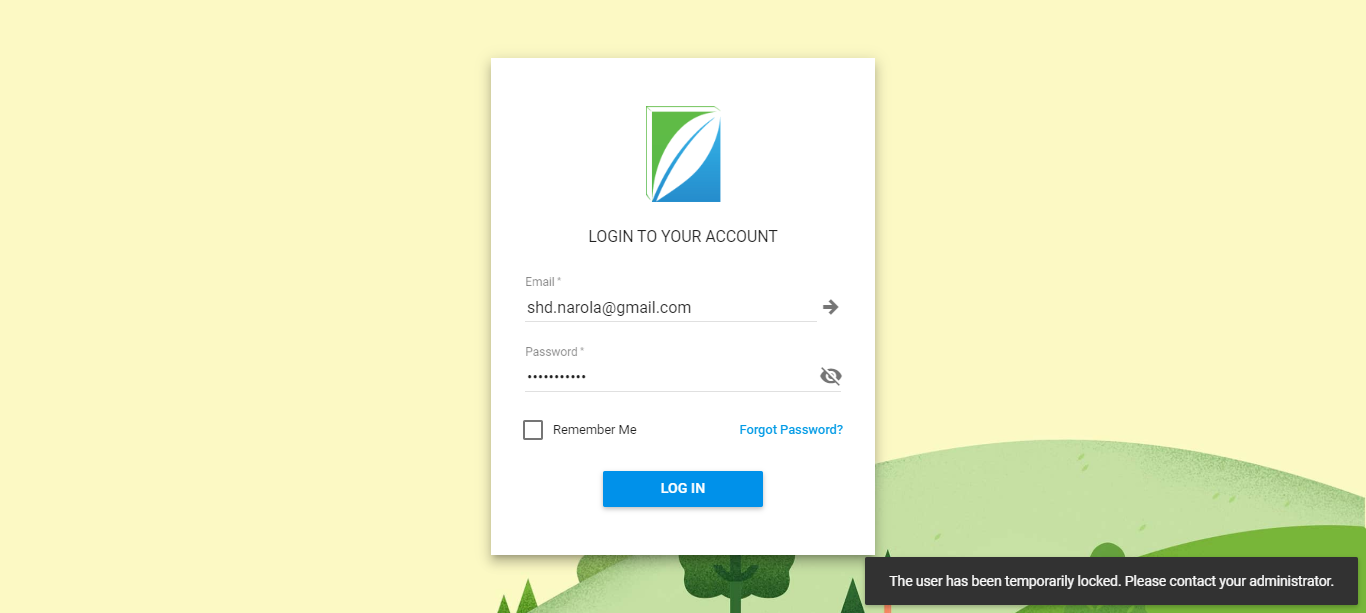 LOGIN TO YOUR ACCOUNT
Email *
shd.narola@gmail.com
Password *
•••••••••••
Remember Me
Forgot Password?
LOG IN
The user has been temporarily locked. Please contact your administrator.